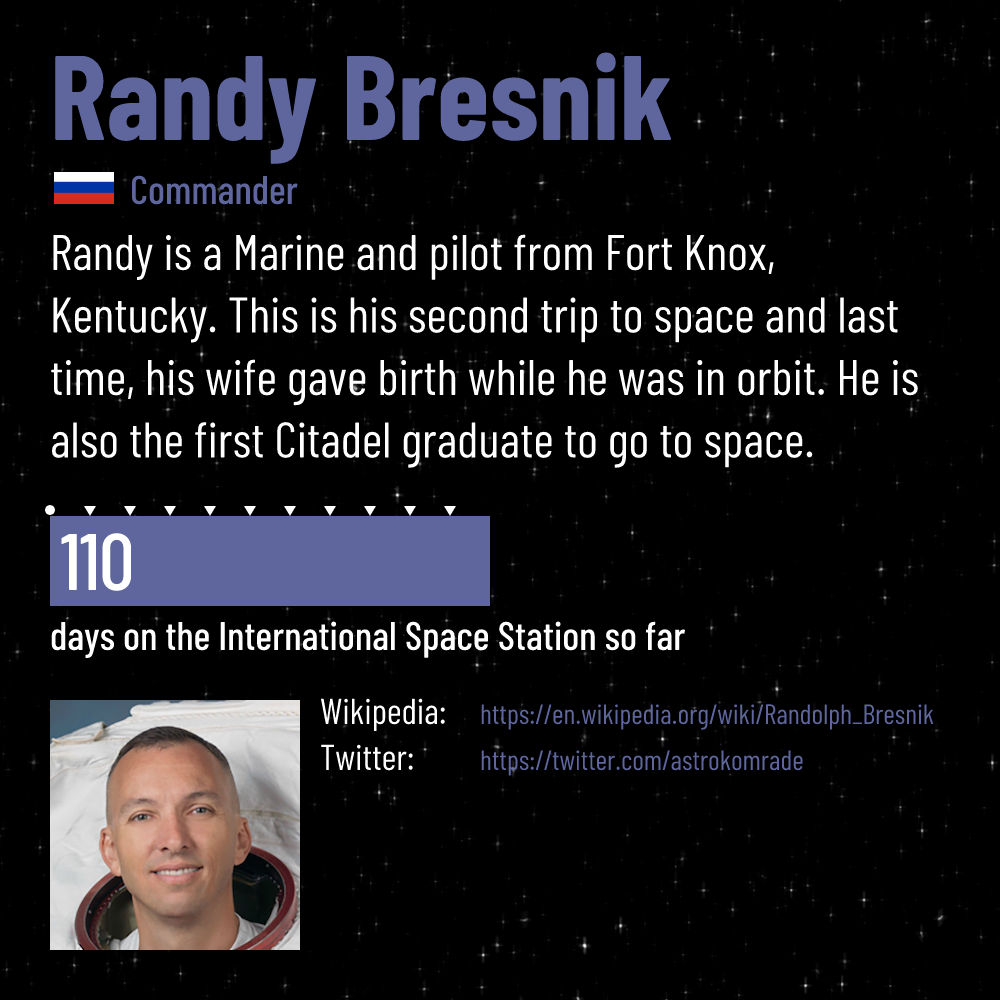 Randy Bresnik
Commander
Randy is a Marine and pilot from Fort Knox,
Kentucky. This is his second trip to space and last
time, his wife gave birth while he was in orbit. He is
also the first Citadel graduate to go to space.
110
days on the International Space Station so far
Wikipedia: https://en.wikipedia.org/wiki/Randolph_Bresnik
Twitter: https://twitter.com/astrokomrade